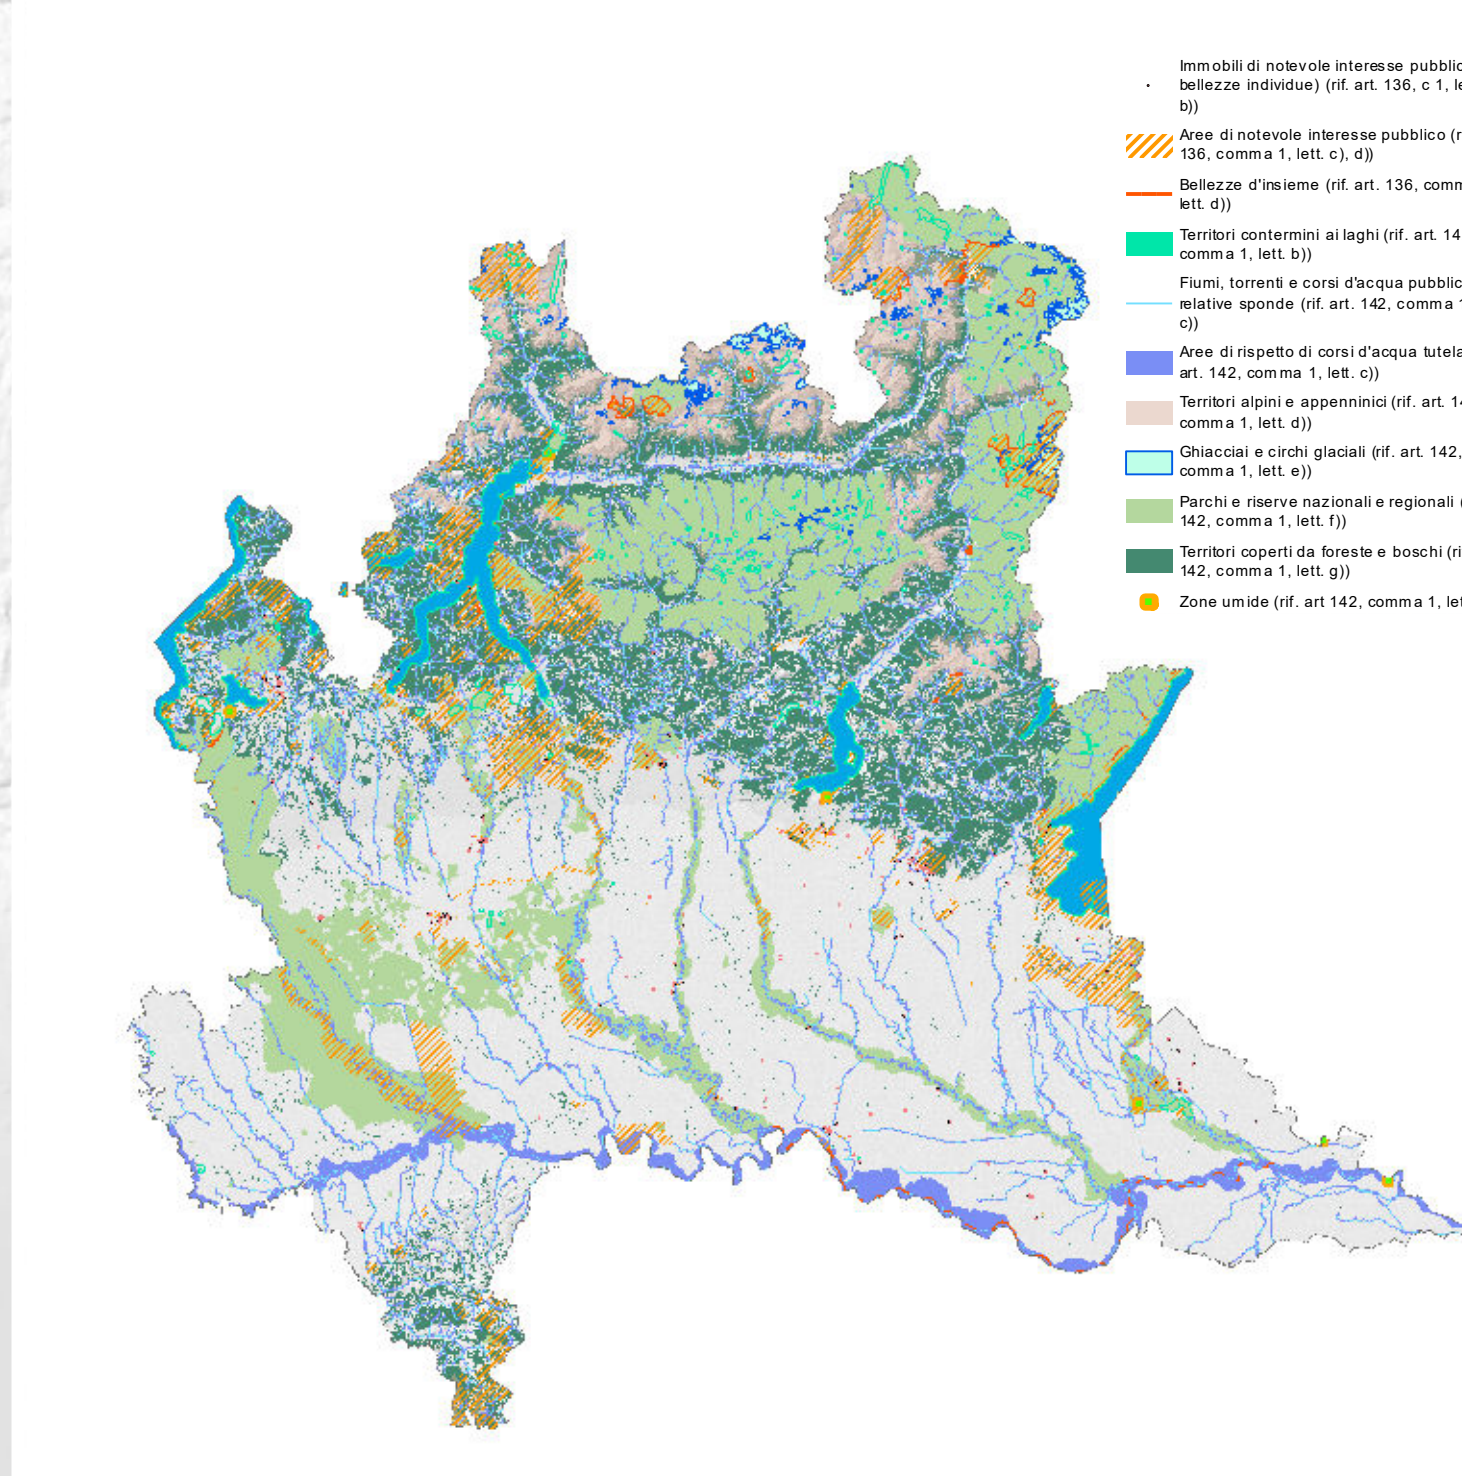 Immobili di notevole interesse pubblic
bellezze individue) (rif. art. 136, c 1, le
b))
Aree di notevole interesse pubblico (r
136, comma 1, lett. c), d))
Bellezze d'insieme (rif. art. 136, comm
lett. d))
Territori contermini ai laghi (rif. art. 14
comma 1, lett. b))
Fiumi, torrenti e corsi d'acqua pubblic
relative sponde (rif. art. 142, comma 1
c))
Aree di rispetto di corsi d'acqua tutela
art. 142, comma 1, lett. c))
Territori alpini e appenninici (rif. art. 14
comma 1, lett. d))
Ghiacciai e circhi glaciali (rif. art. 142,
comma 1, lett. e))
Parchi e riserve nazionali e regionali (
142, comma 1, lett. f))
Territori coperti da foreste e boschi (ri
142, comma 1, lett. g))
Zone umide (rif. art 142, comma 1, let